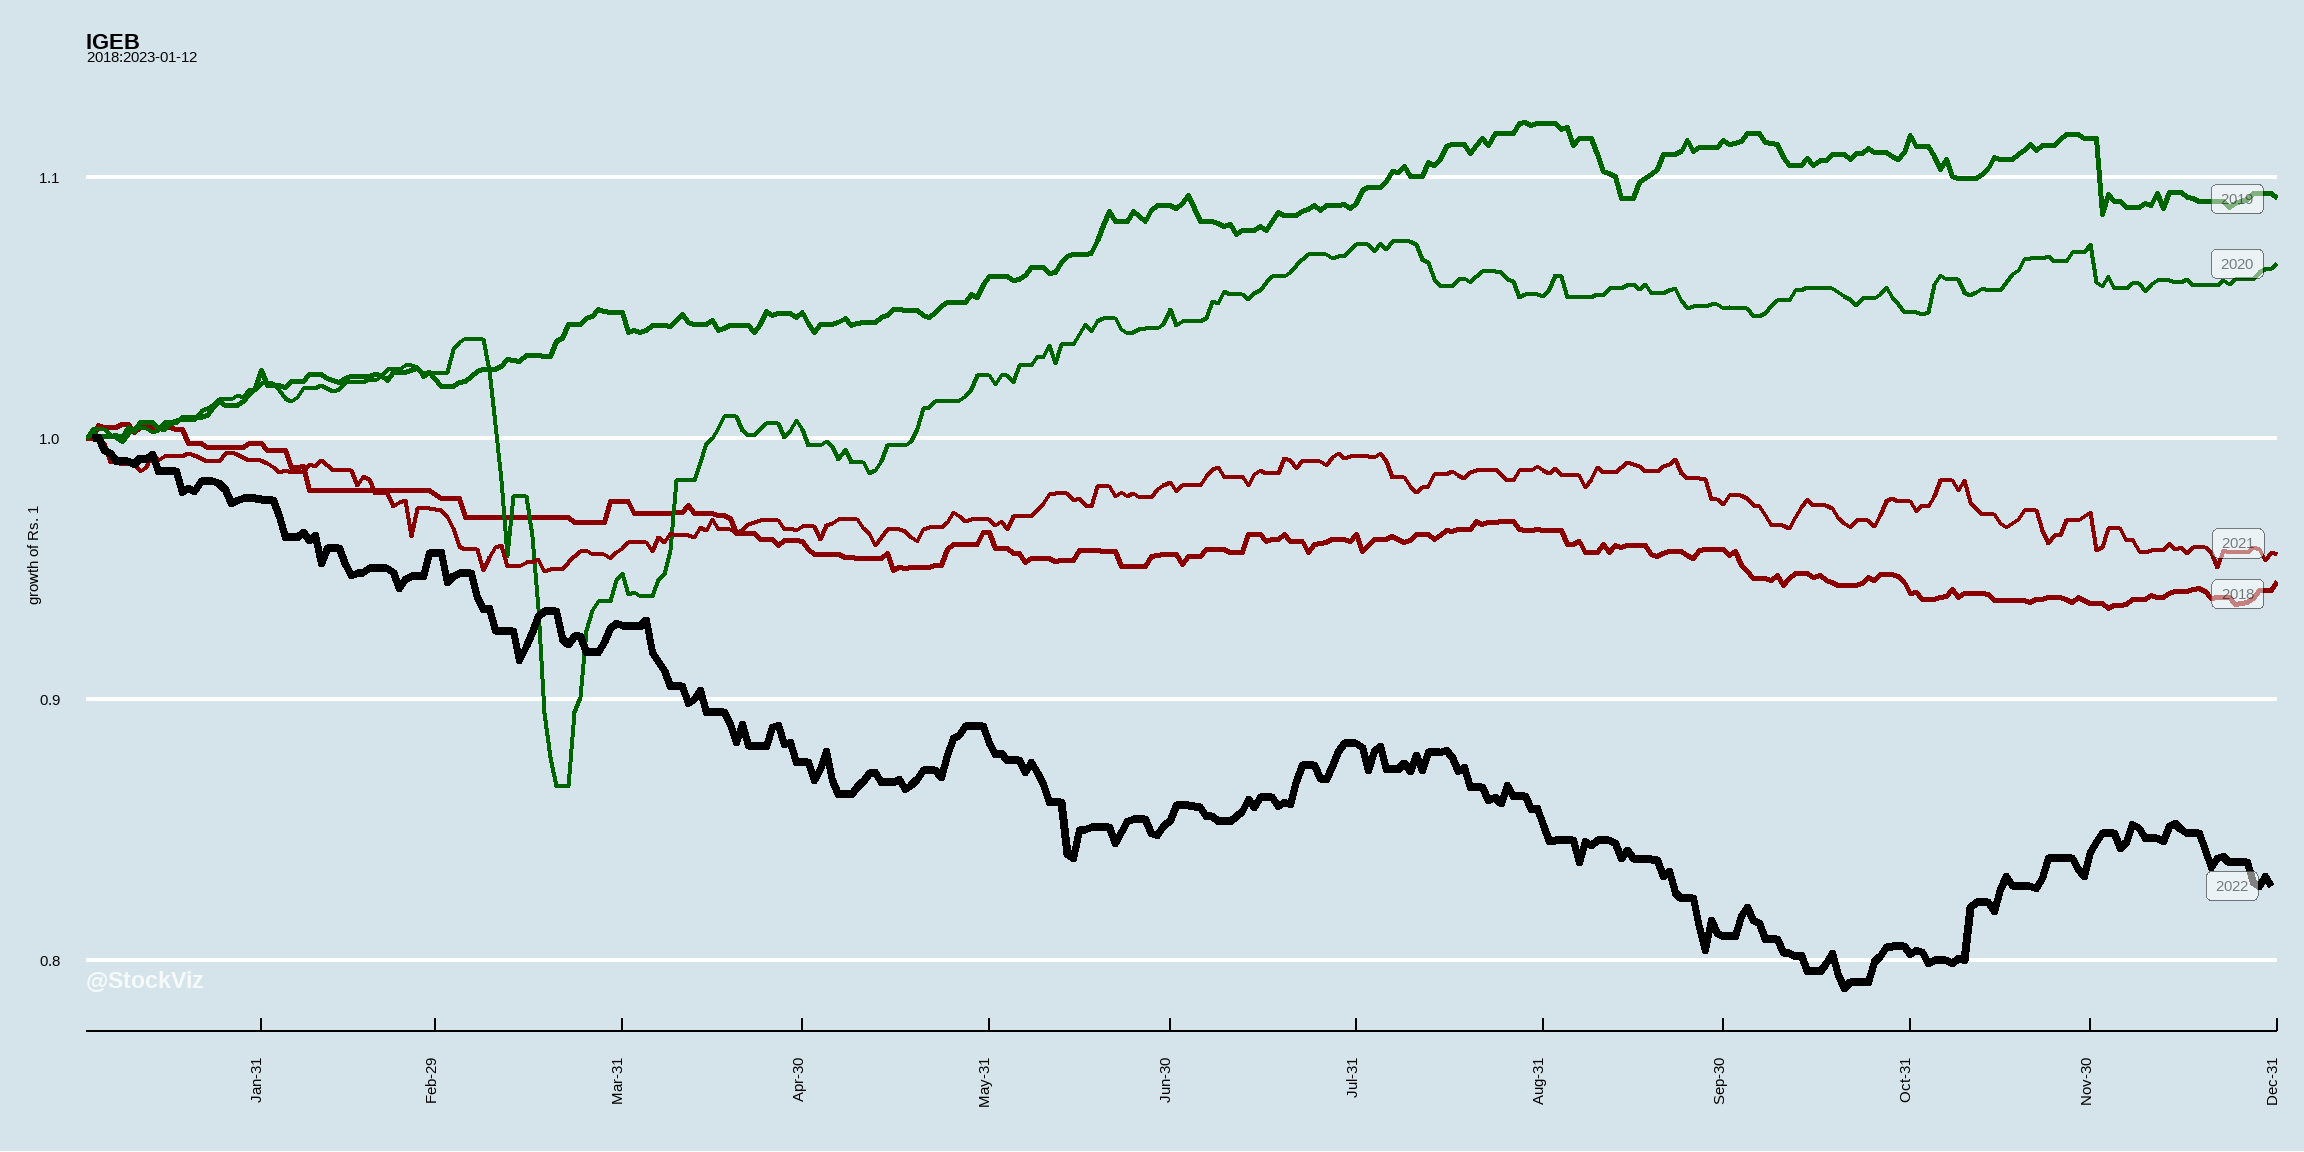 IGEB
2018:2023-01-12
growth of Rs. 1
1.1
1.0
0.9
0.8
2019
2020
2021
2018
2022
@StockViz
Jan-31
Feb-29
Mar-31
Apr-30
May-31
Jun-30
Jul-31
Aug-31
Sep-30
Oct-31
Nov-30
Dec-31